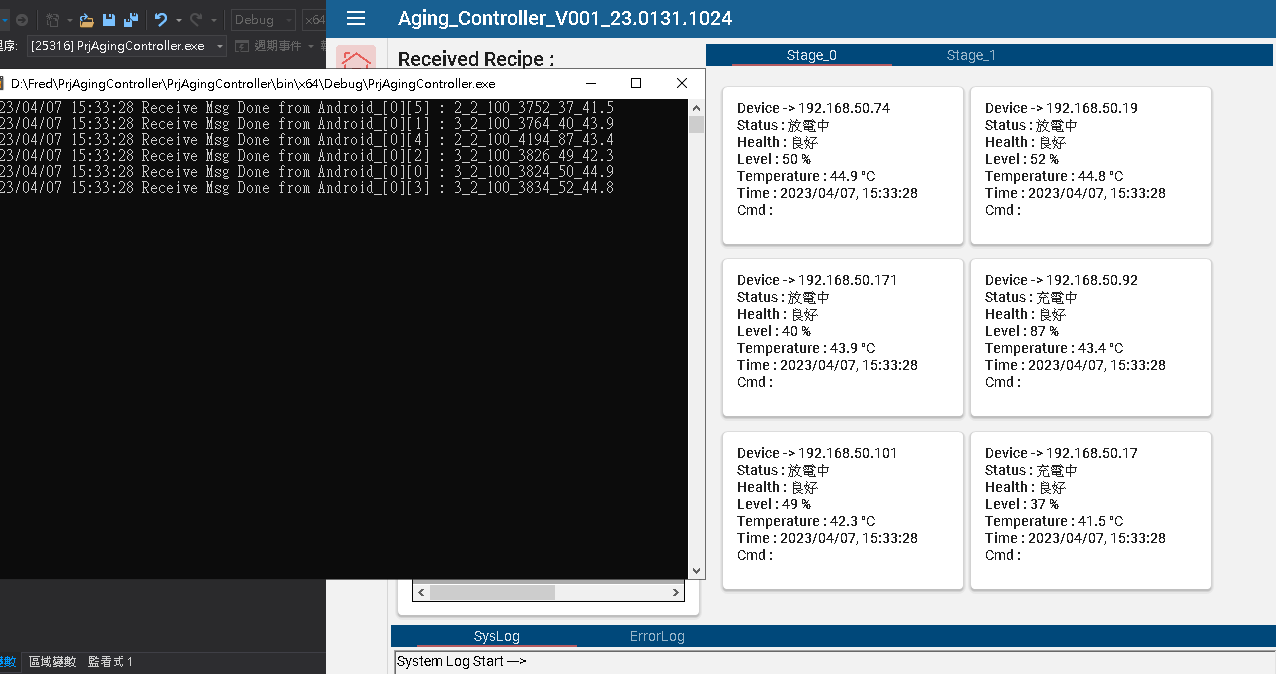 Debug
x64
Aging_Controller_V001_23.0131.1024
程序:
[25316] PrjAgingController.exe
週期事件
Received Recipe :
Stage_0
Stage_1
D:\Fred\PrjAgingController\PrjAgingController\bin\x64\Debug\PrjAgingController.exe
23/04/07 15:33:28 Receive Msg Done from Android_[0][5] : 2_2_100_3752_37_41.5
23/04/07 15:33:28 Receive Msg Done from Android_[0][1] : 3_2_100_3764_40_43.9
23/04/07 15:33:28 Receive Msg Done from Android_[0][4] : 2_2_100_4194_87_43.4
23/04/07 15:33:28 Receive Msg Done from Android_[0][2] : 3_2_100_3826_49_42.3
23/04/07 15:33:28 Receive Msg Done from Android_[0][0] : 3_2_100_3824_50_44.9
23/04/07 15:33:28 Receive Msg Done from Android_[0][3] : 3_2_100_3834_52_44.8
Device -> 192.168.50.74
Status : 放電中
Health : 良好
Level : 50 %
Temperature : 44.9 °C
Time : 2023/04/07, 15:33:28
Cmd :
Device -> 192.168.50.19
Status : 放電中
Health : 良好
Level : 52 %
Temperature : 44.8 °C
Time : 2023/04/07, 15:33:28
Cmd :
Device -> 192.168.50.171
Status : 放電中
Health : 良好
Level : 40 %
Temperature : 43.9 °C
Time : 2023/04/07, 15:33:28
Cmd :
Device -> 192.168.50.92
Status : 充電中
Health : 良好
Level : 87 %
Temperature : 43.4 °C
Time : 2023/04/07, 15:33:28
Cmd :
Device -> 192.168.50.101
Status : 放電中
Health : 良好
Level : 49 %
Temperature : 42.3 °C
Time : 2023/04/07, 15:33:28
Cmd :
Device -> 192.168.50.17
Status : 充電中
Health : 良好
Level : 37 %
Temperature : 41.5 °C
Time : 2023/04/07, 15:33:28
Cmd :
SysLog
ErrorLog
System Log Start --->
變數
區域變數
監看式 1